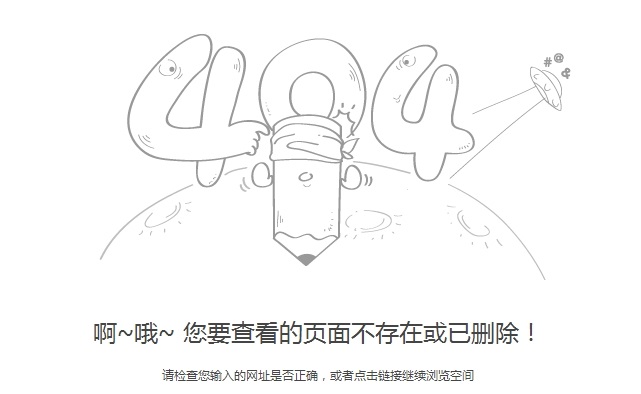 404
#@&
啊~哦~ 您要查看的页面不存在或已删除！
请检查您输入的网址是否正确，或者点击链接继续浏览空间